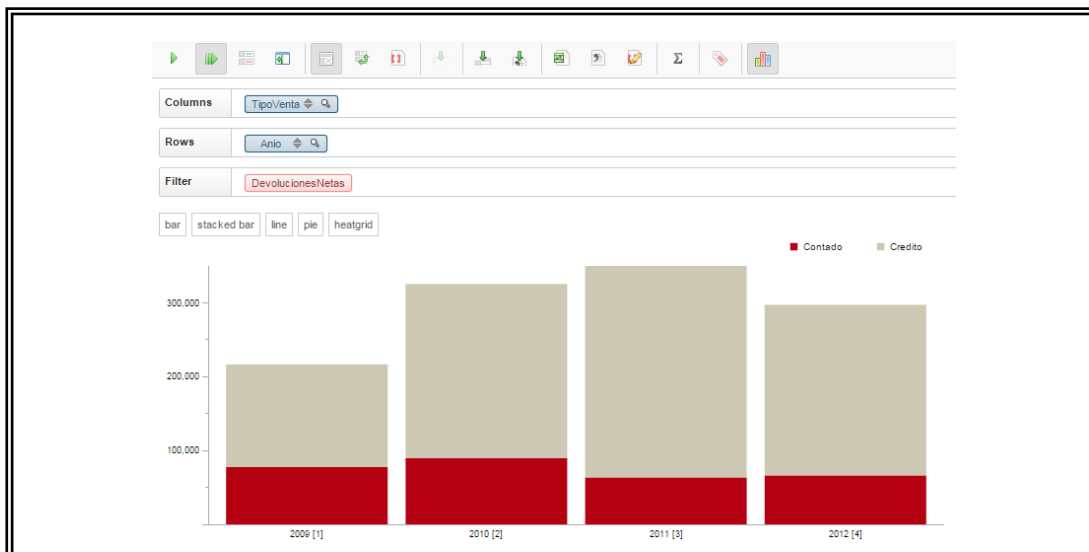 Columns TipoVenta
Rows Anio
Filter DevolucionesNetas
bar stacked bar line pie heatgrid
Contado Credito
300,000
200,000
100,000
2009 [1] 2010 [2] 2011 [3] 2012 [4]